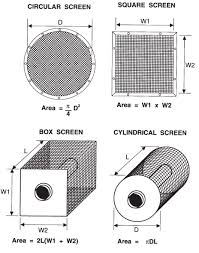 CIRCULAR SCREEN
D
Area = π/4 D²
SQUARE SCREEN
W1
W2
Area = W1 x W2
BOX SCREEN
L
W1
W2
Area = 2L(W1 + W2)
CYLINDRICAL SCREEN
L
D
Area = πDL